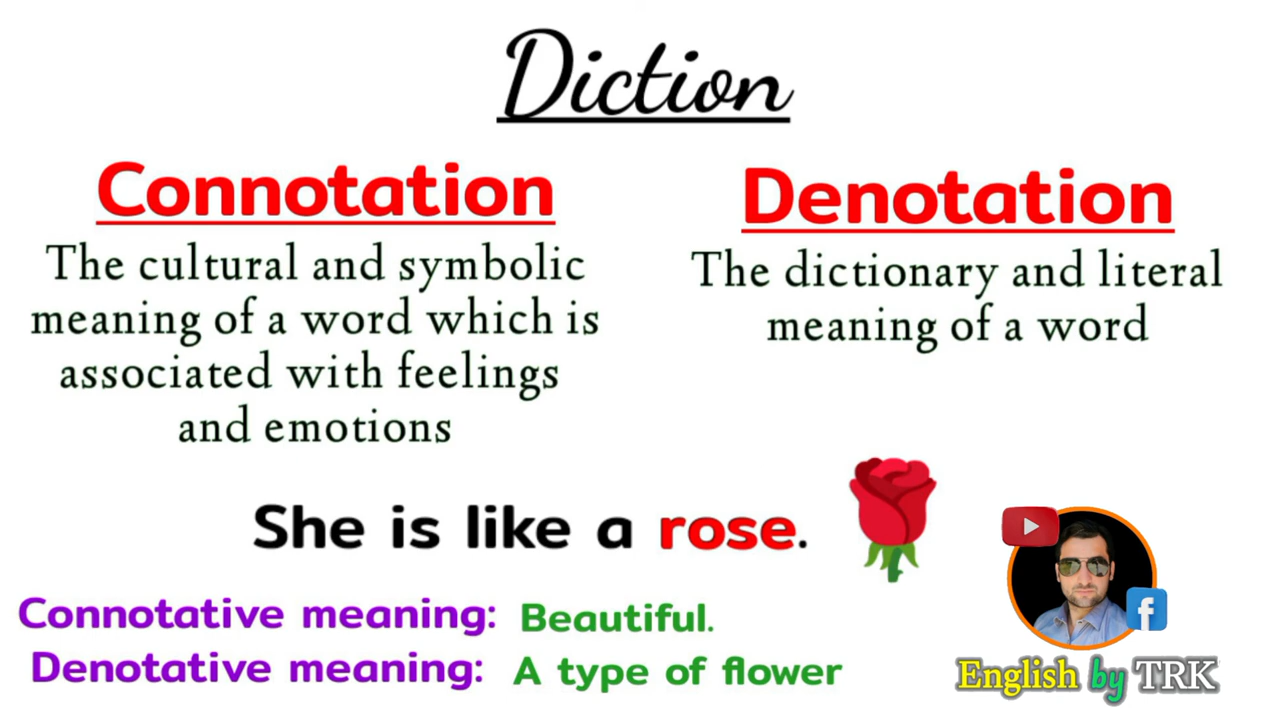 Diction
Connotation
The cultural and symbolic
meaning of a word which is
associated with feelings
and emotions
Denotation
The dictionary and literal
meaning of a word
She is like a rose.
Connotative meaning: Beautiful.
Denotative meaning: A type of flower
f
English by TRK